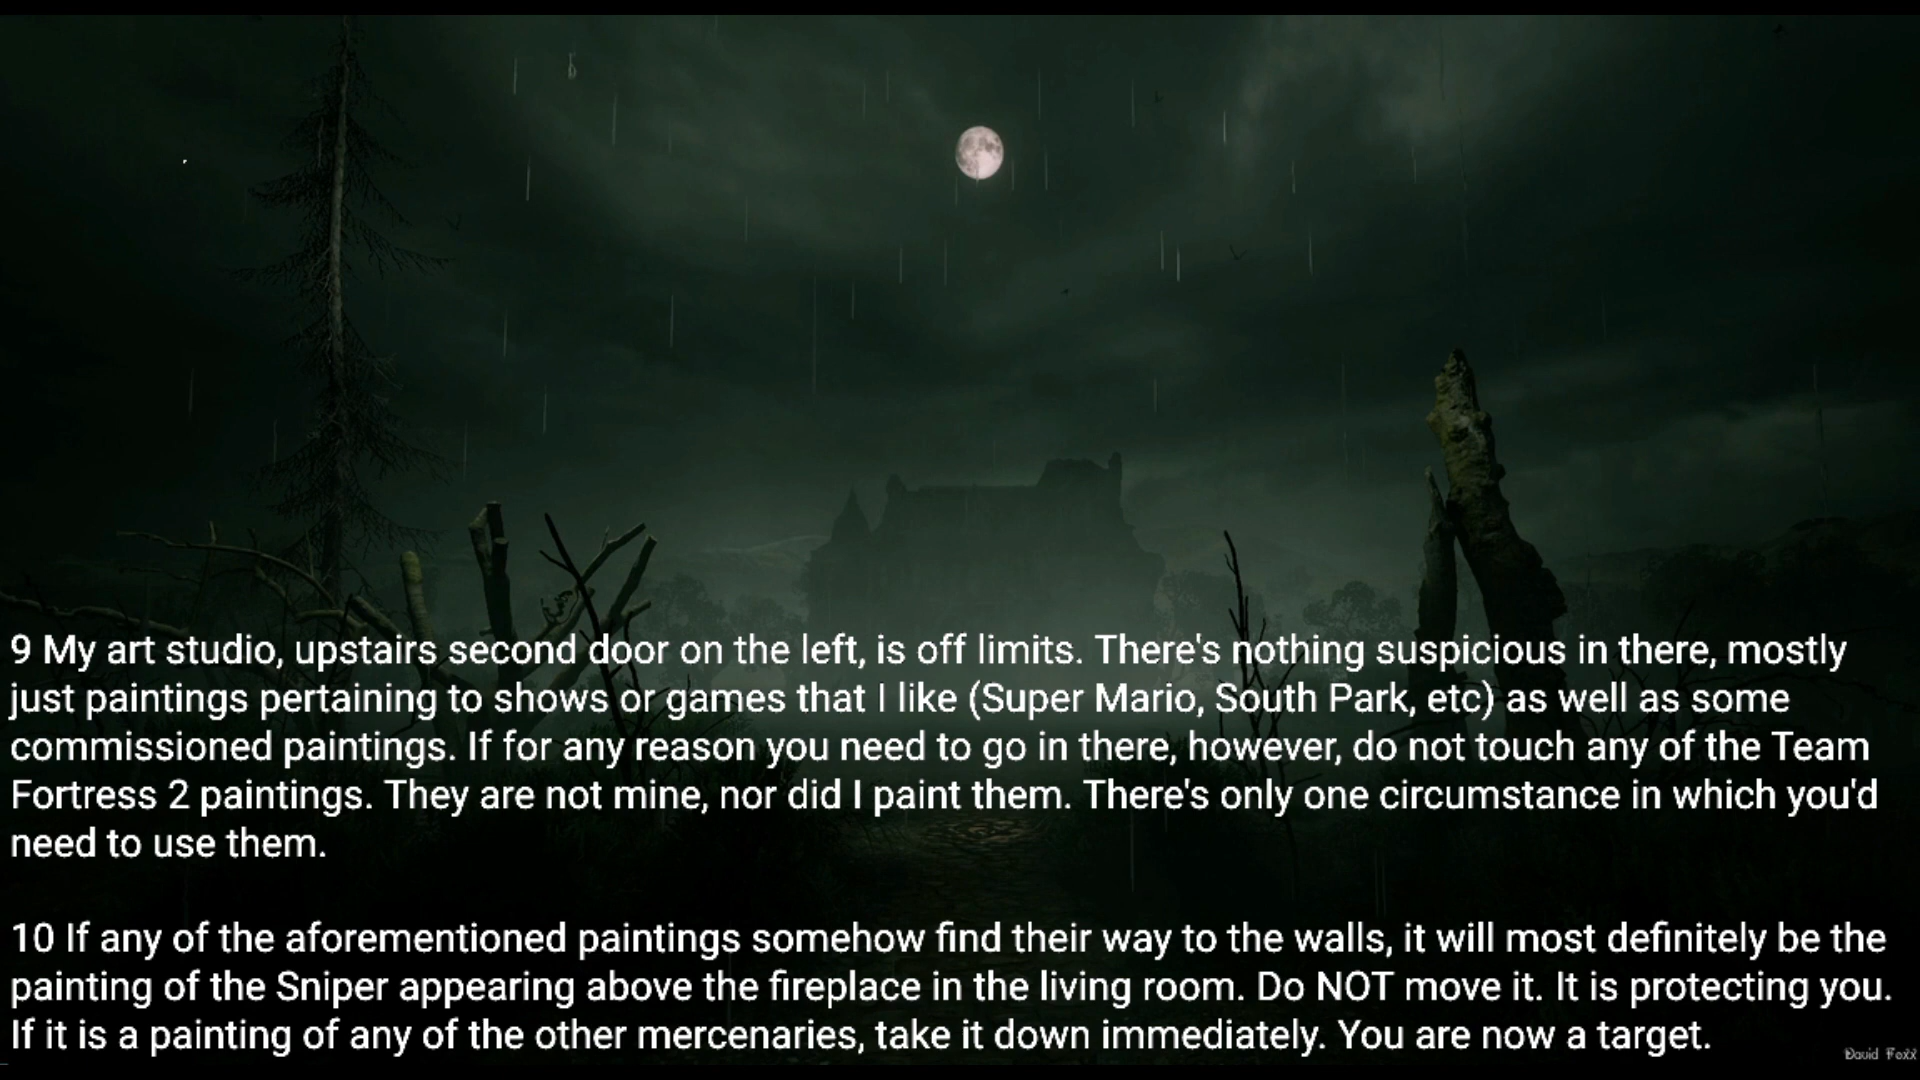 9 My art studio, upstairs second door on the left, is off limits. There's nothing suspicious in there, mostly
just paintings pertaining to shows or games that I like (Super Mario, South Park, etc) as well as some
commissioned paintings. If for any reason you need to go in there, however, do not touch any of the Team
Fortress 2 paintings. They are not mine, nor did I paint them. There's only one circumstance in which you'd
need to use them.
10 If any of the aforementioned paintings somehow find their way to the walls, it will most definitely be the
painting of the Sniper appearing above the fireplace in the living room. Do NOT move it. It is protecting you.
If it is a painting of any of the other mercenaries, take it down immediately. You are now a target.
David Foxx